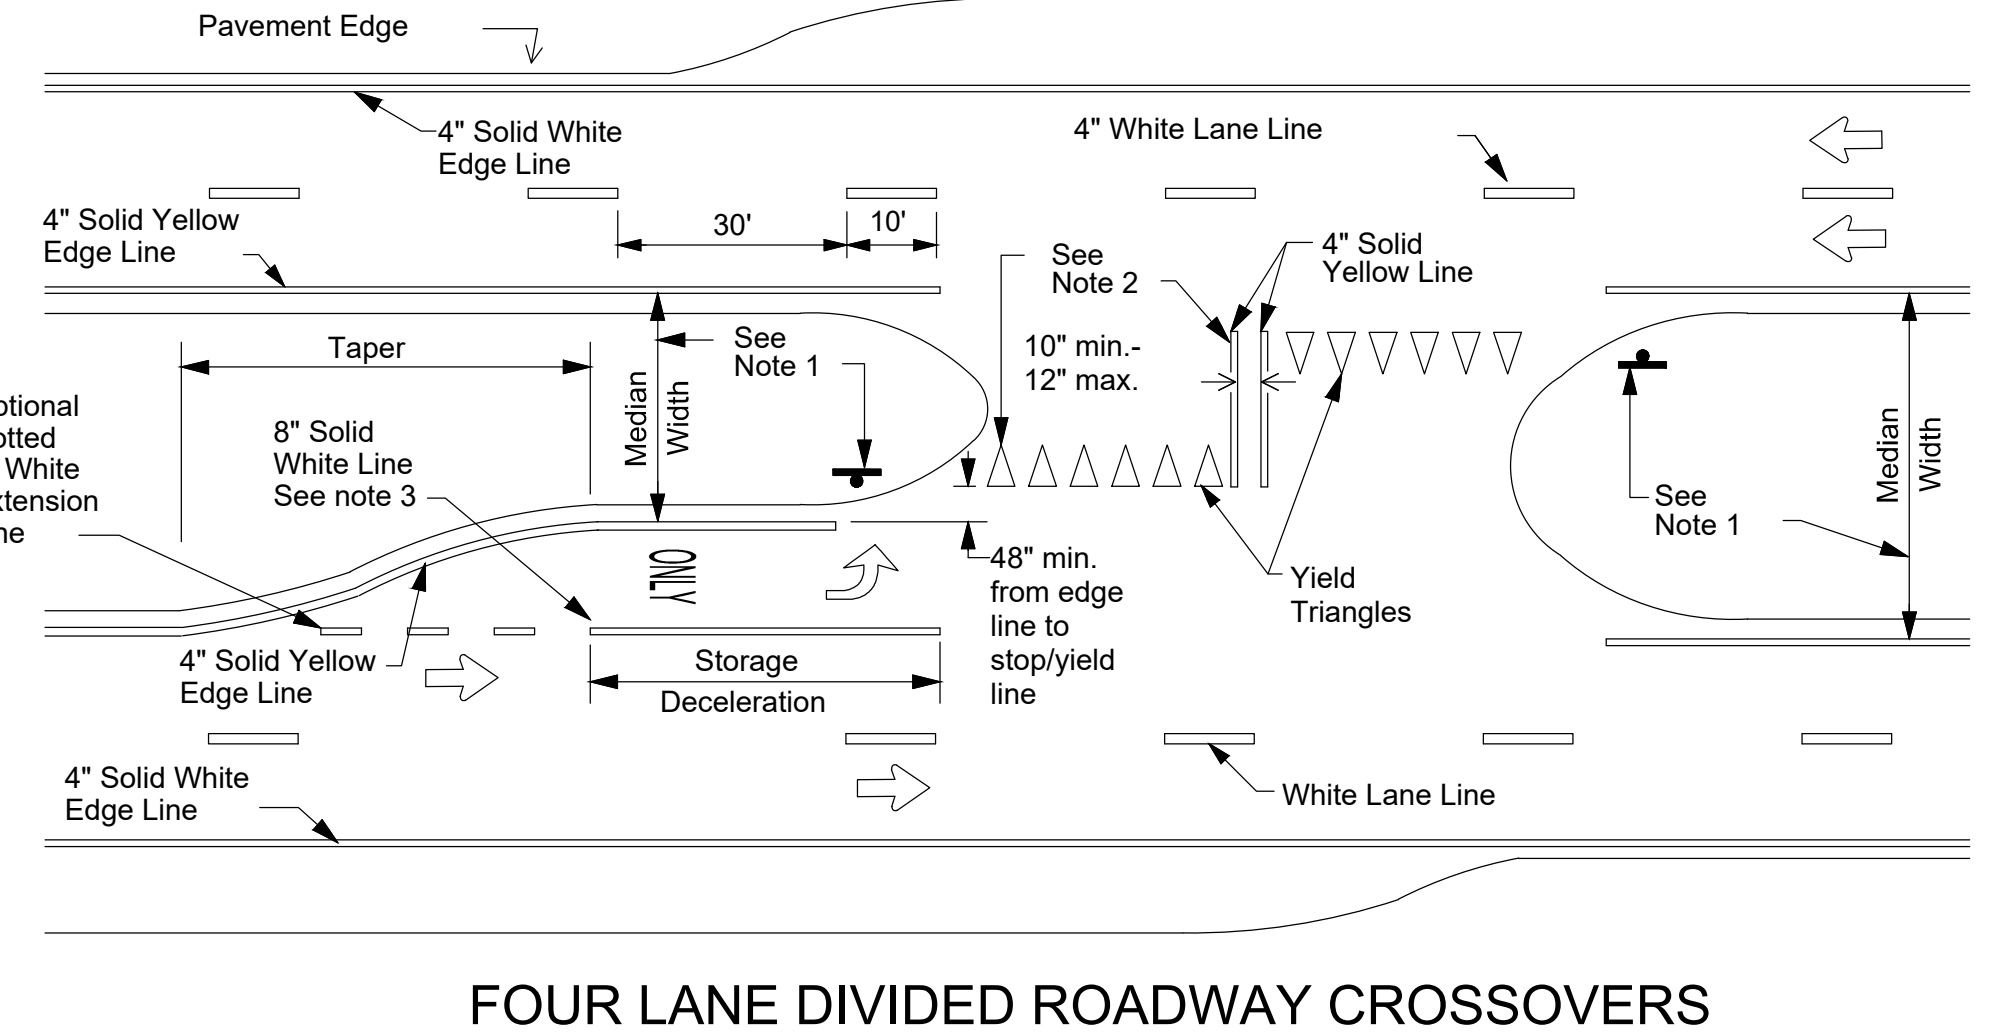 Pavement Edge
4" Solid White
Edge Line
4" White Lane Line
4" Solid Yellow
Edge Line
30'
10'
See
Note 2
4" Solid
Yellow Line
Taper
See
Note 1
10" min.-
12" max.
Median
Width
8" Solid
White Line
See note 3
White
Median
Width
See
Note 1
ONLY
48" min.
from edge
line to
stop/yield
line
Yield
Triangles
4" Solid Yellow
Edge Line
Storage
Deceleration
4" Solid White
Edge Line
White Lane Line
FOUR LANE DIVIDED ROADWAY CROSSOVERS